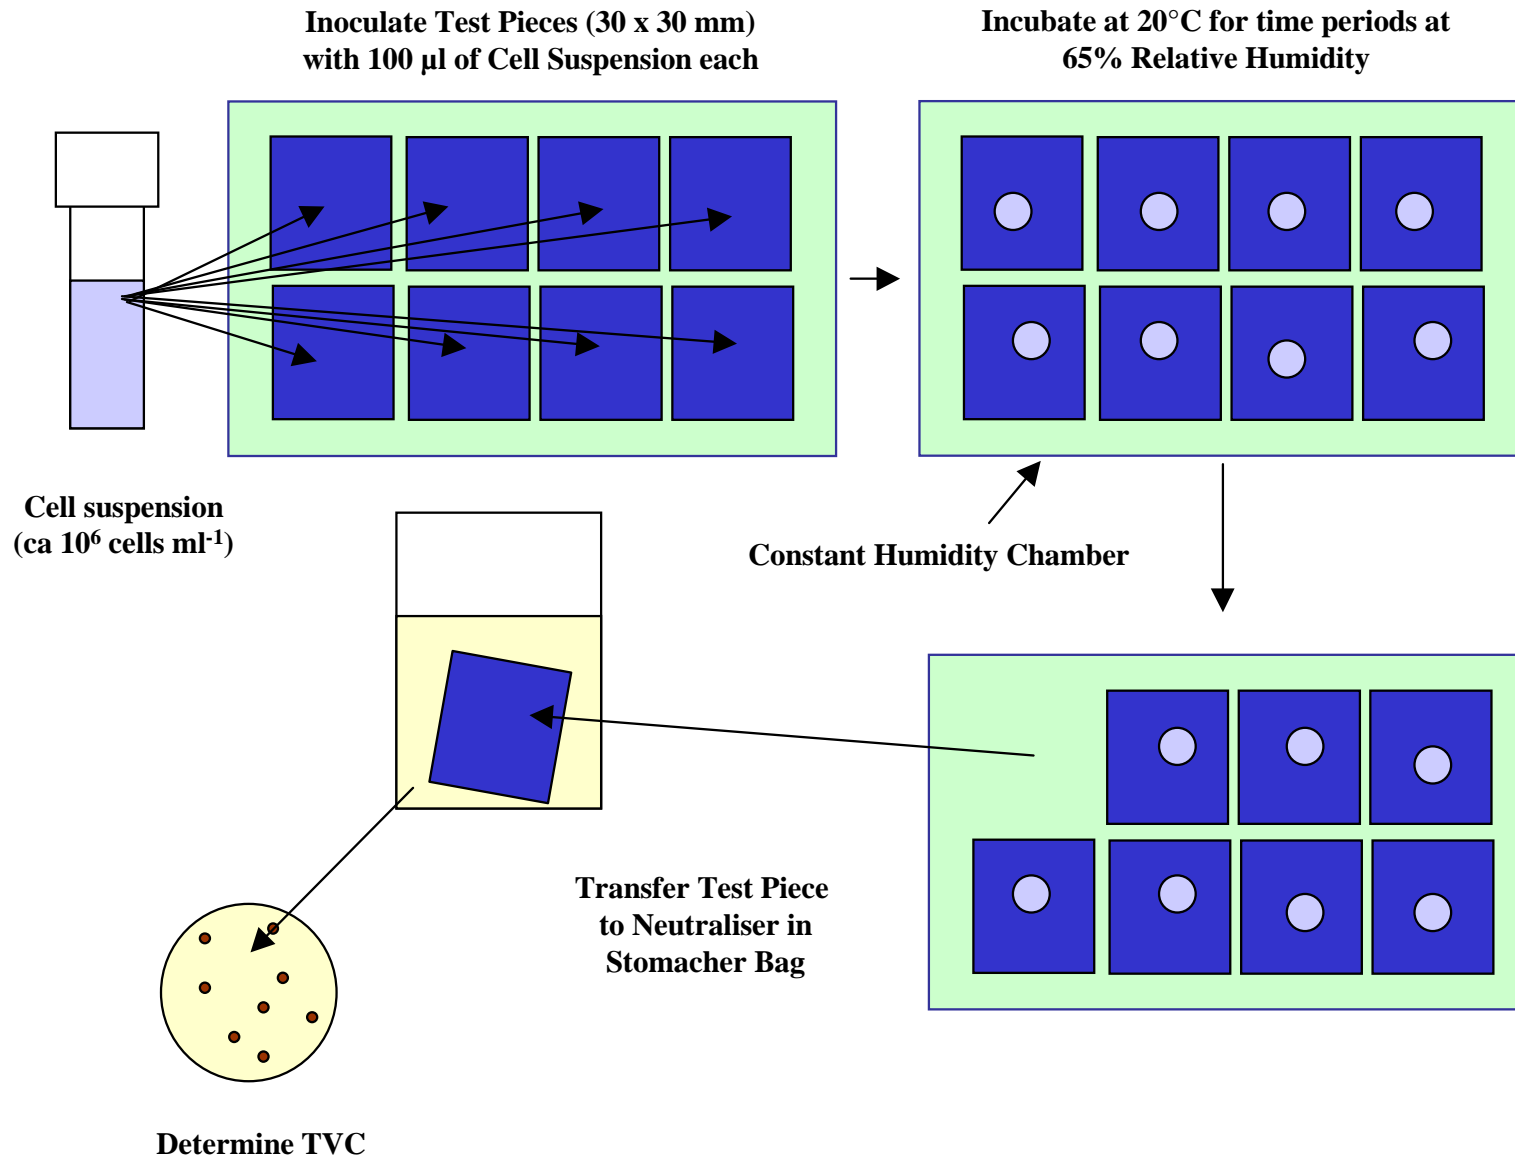 Inoculate Test Pieces (30 x 30 mm)
with 100 µl of Cell Suspension each
Incubate at 20°C for time periods at
65% Relative Humidity
Cell suspension
(ca 10⁶ cells ml⁻¹)
Constant Humidity Chamber
Transfer Test Piece
to Neutraliser in
Stomacher Bag
Determine TVC